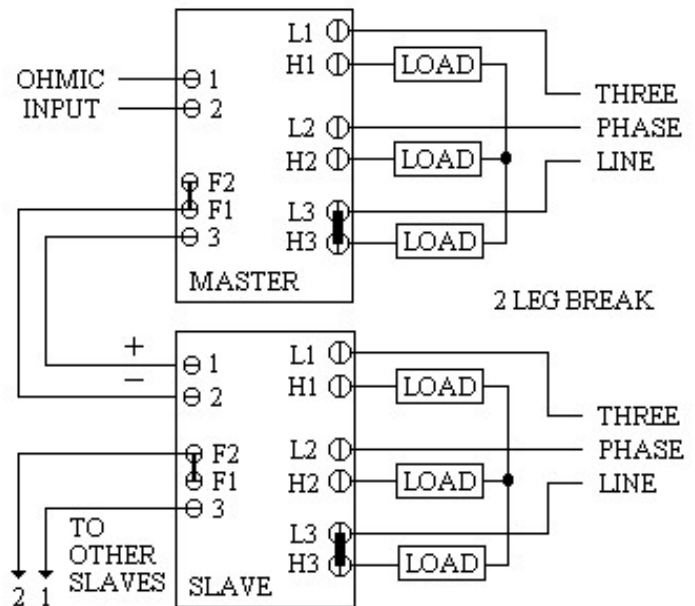 L1
H1
LOAD
OHMIC
INPUT
1
2
THREE
PHASE
LINE
L2
H2
LOAD
F2
F1
3
L3
H3
LOAD
MASTER
2 LEG BREAK
+
−
1
2
L1
H1
LOAD
THREE
PHASE
LINE
L2
H2
LOAD
F2
F1
3
L3
H3
LOAD
TO
OTHER
SLAVES
2 1
SLAVE